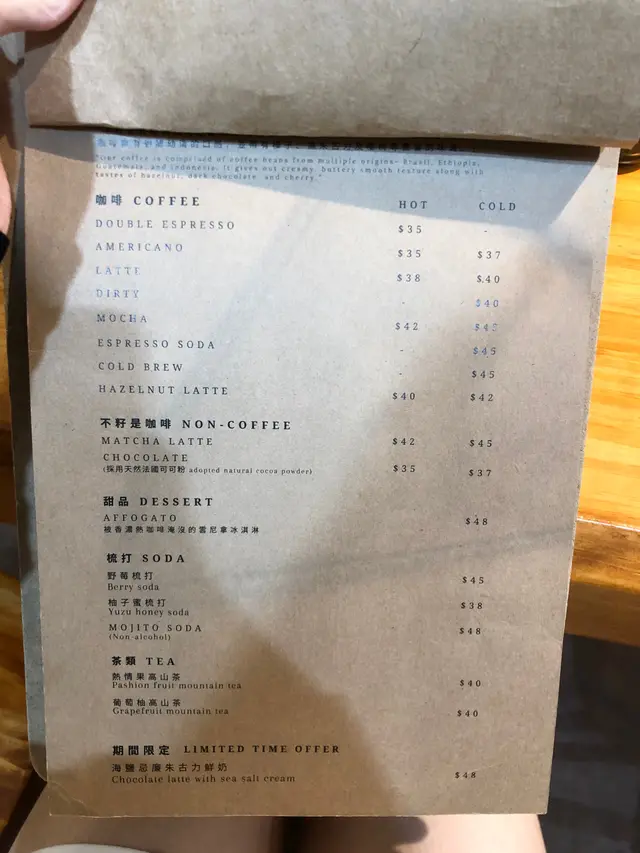 "Our coffee is comprised of coffee beans from multiple origins- Brasil, Ethiopia,
Guatemala, and Indonesia. It gives out creamy, buttery smooth texture along with
tastes of hazelnut, dark chocolate and cherry."
咖啡 COFFEE HOT COLD
DOUBLE ESPRESSO $35 -
AMERICANO $35 $37
LATTE $38 $40
DIRTY - $40
MOCHA $42 $45
ESPRESSO SODA - $45
COLD BREW - $45
HAZELNUT LATTE $40 $42
不籽是咖啡 NON-COFFEE
MATCHA LATTE $42 $45
CHOCOLATE
(採用天然法國可可粉 adopted natural cocoa powder) $35 $37
甜品 DESSERT
AFFOGATO $48
被香濃熱咖啡淹沒的雲尼拿冰淇淋
梳打 SODA
野莓梳打
Berry soda $45
柚子蜜梳打
Yuzu honey soda $38
MOJITO SODA $48
(Non-alcohol)
茶類 TEA
熱情果高山茶
Pashion fruit mountain tea $40
葡萄柚高山茶
Grapefruit mountain tea $40
期間限定 LIMITED TIME OFFER
海鹽忌廉朱古力鮮奶
Chocolate latte with sea salt cream $48